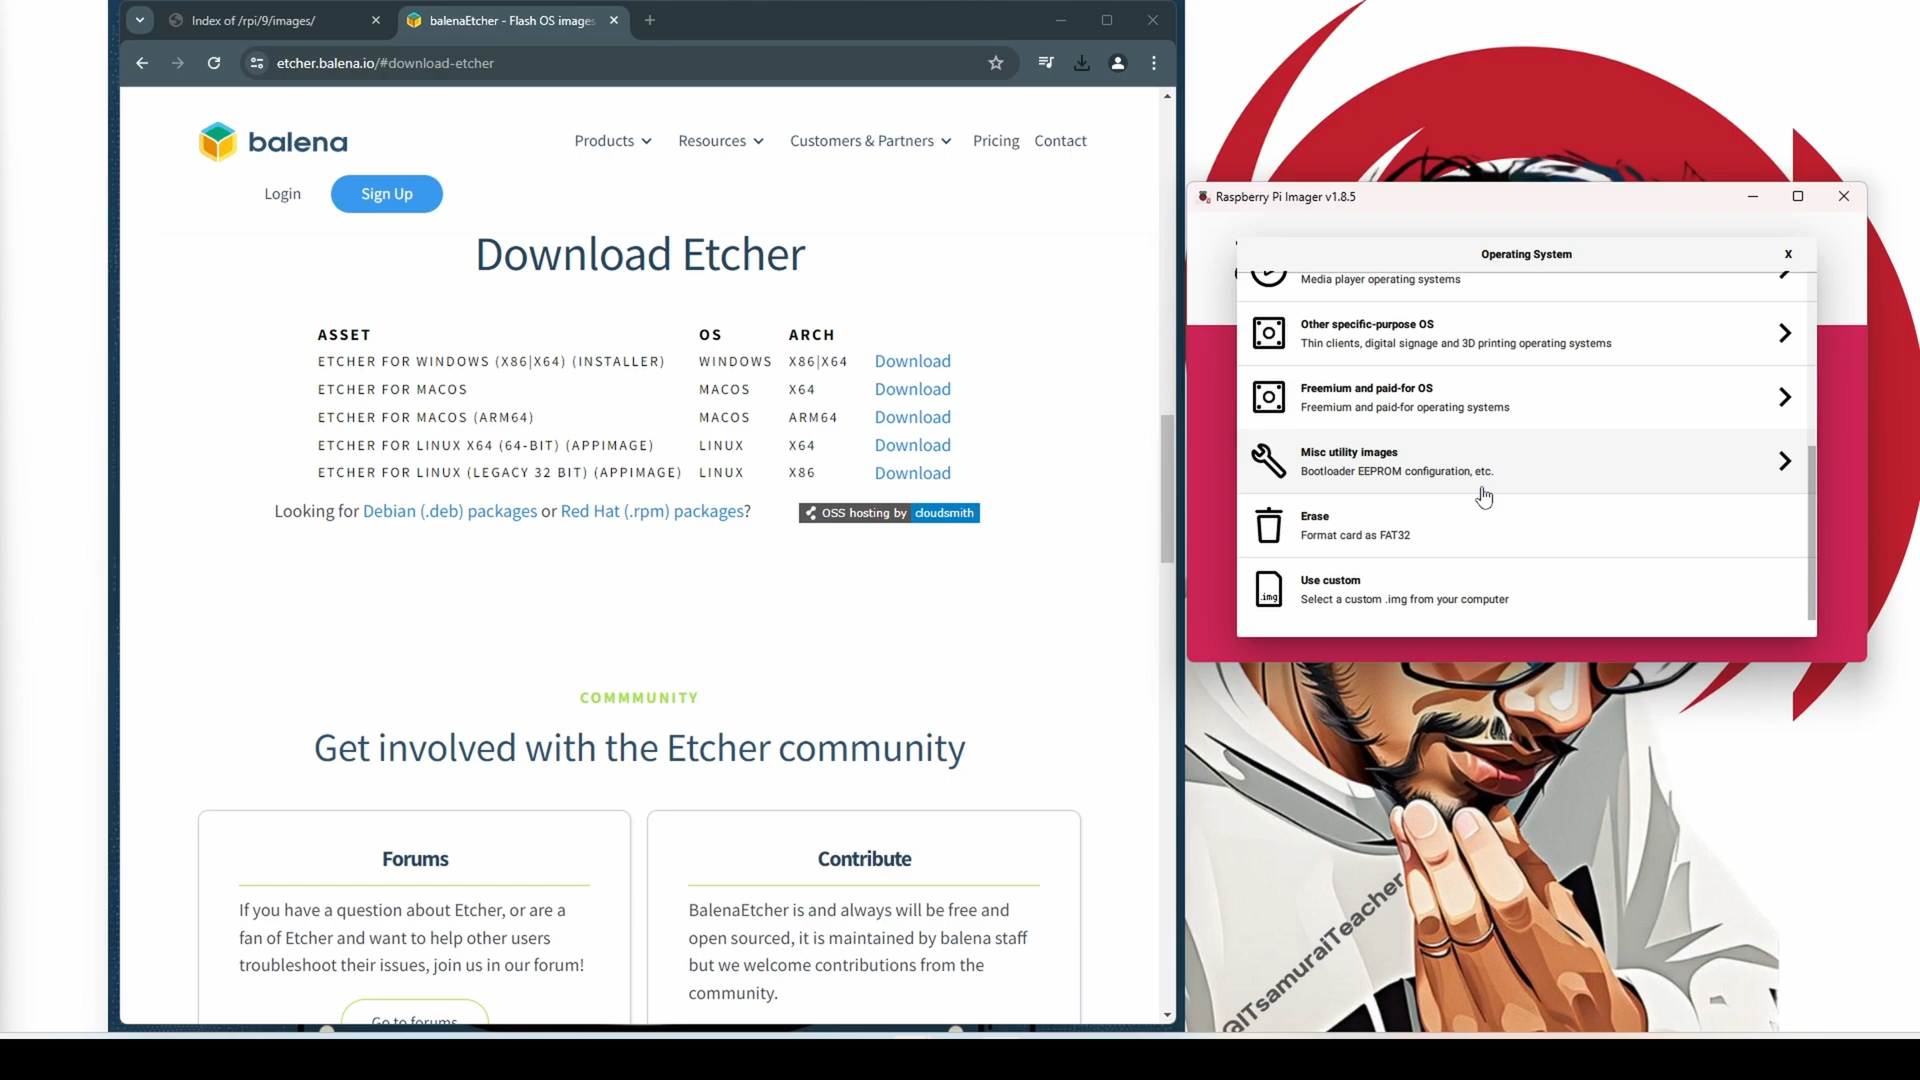 Index of /rpi/9/images/
balenaEtcher - Flash OS images
etcher.balena.io/#download-etcher
balena
Products
Resources
Customers & Partners
Pricing
Contact
Login
Sign Up
Download Etcher
ASSET OS ARCH
ETCHER FOR WINDOWS (X86|X64) (INSTALLER) WINDOWS X86|X64 Download
ETCHER FOR MACOS MACOS X64 Download
ETCHER FOR MACOS (ARM64) MACOS ARM64 Download
ETCHER FOR LINUX X64 (64-BIT) (APPIMAGE) LINUX X64 Download
ETCHER FOR LINUX (LEGACY 32 BIT) (APPIMAGE) LINUX X86 Download
Looking for Debian (.deb) packages or Red Hat (.rpm) packages?
OSS hosting by cloudsmith
COMMMUNITY
Get involved with the Etcher community
Forums
If you have a question about Etcher, or are a
fan of Etcher and want to help other users
troubleshoot their issues, join us in our forum!
Go to forums
Contribute
BalenaEtcher is and always will be free and
open sourced, it is maintained by balena staff
but we welcome contributions from the
community.
Raspberry Pi Imager v1.8.5
Operating System
X
Media player operating systems
Other specific-purpose OS
Thin clients, digital signage and 3D printing operating systems
Freemium and paid-for OS
Freemium and paid-for operating systems
Misc utility images
Bootloader EEPROM configuration, etc.
Erase
Format card as FAT32
.img
Use custom
Select a custom .img from your computer
@ITsamuraiTeacher